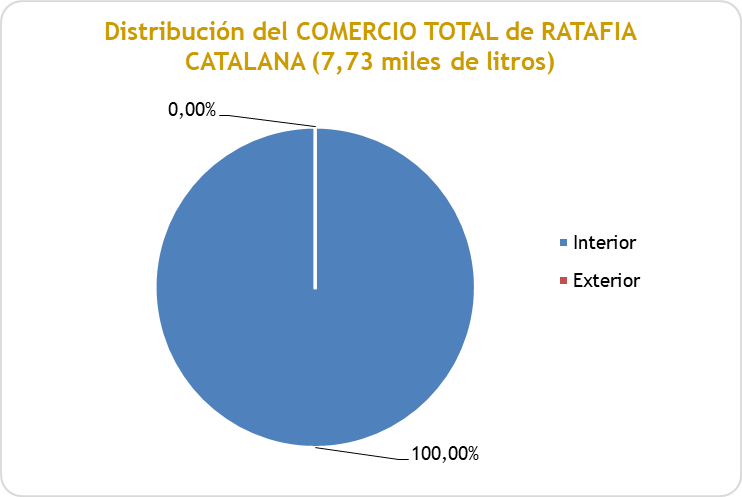 Distribución del COMERCIO TOTAL de RATAFIA
CATALANA (7,73 miles de litros)
0,00%
Interior
Exterior
100,00%